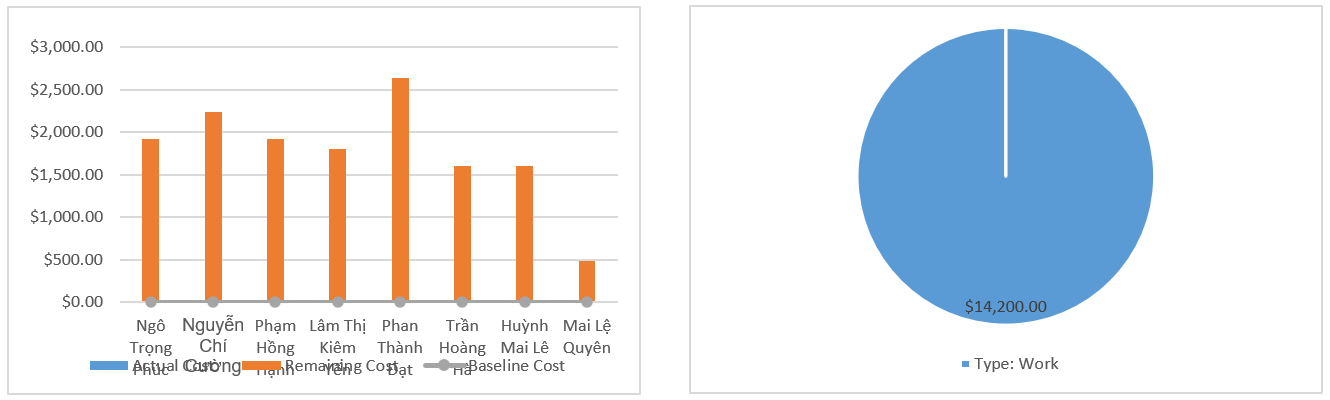 $3,000.00
$2,500.00
$2,000.00
$1,500.00
$1,000.00
$500.00
$0.00
Ngô Trọng Phúc
Nguyễn Chí Cường
Phạm Hồng Hạnh
Lâm Thị Kiêm Yến
Phan Thành Đạt
Trần Hoàng Hà
Huỳnh Mai Lê
Mai Lệ Quyên
Actual Cost
Remaining Cost
Baseline Cost
$14,200.00
Type: Work